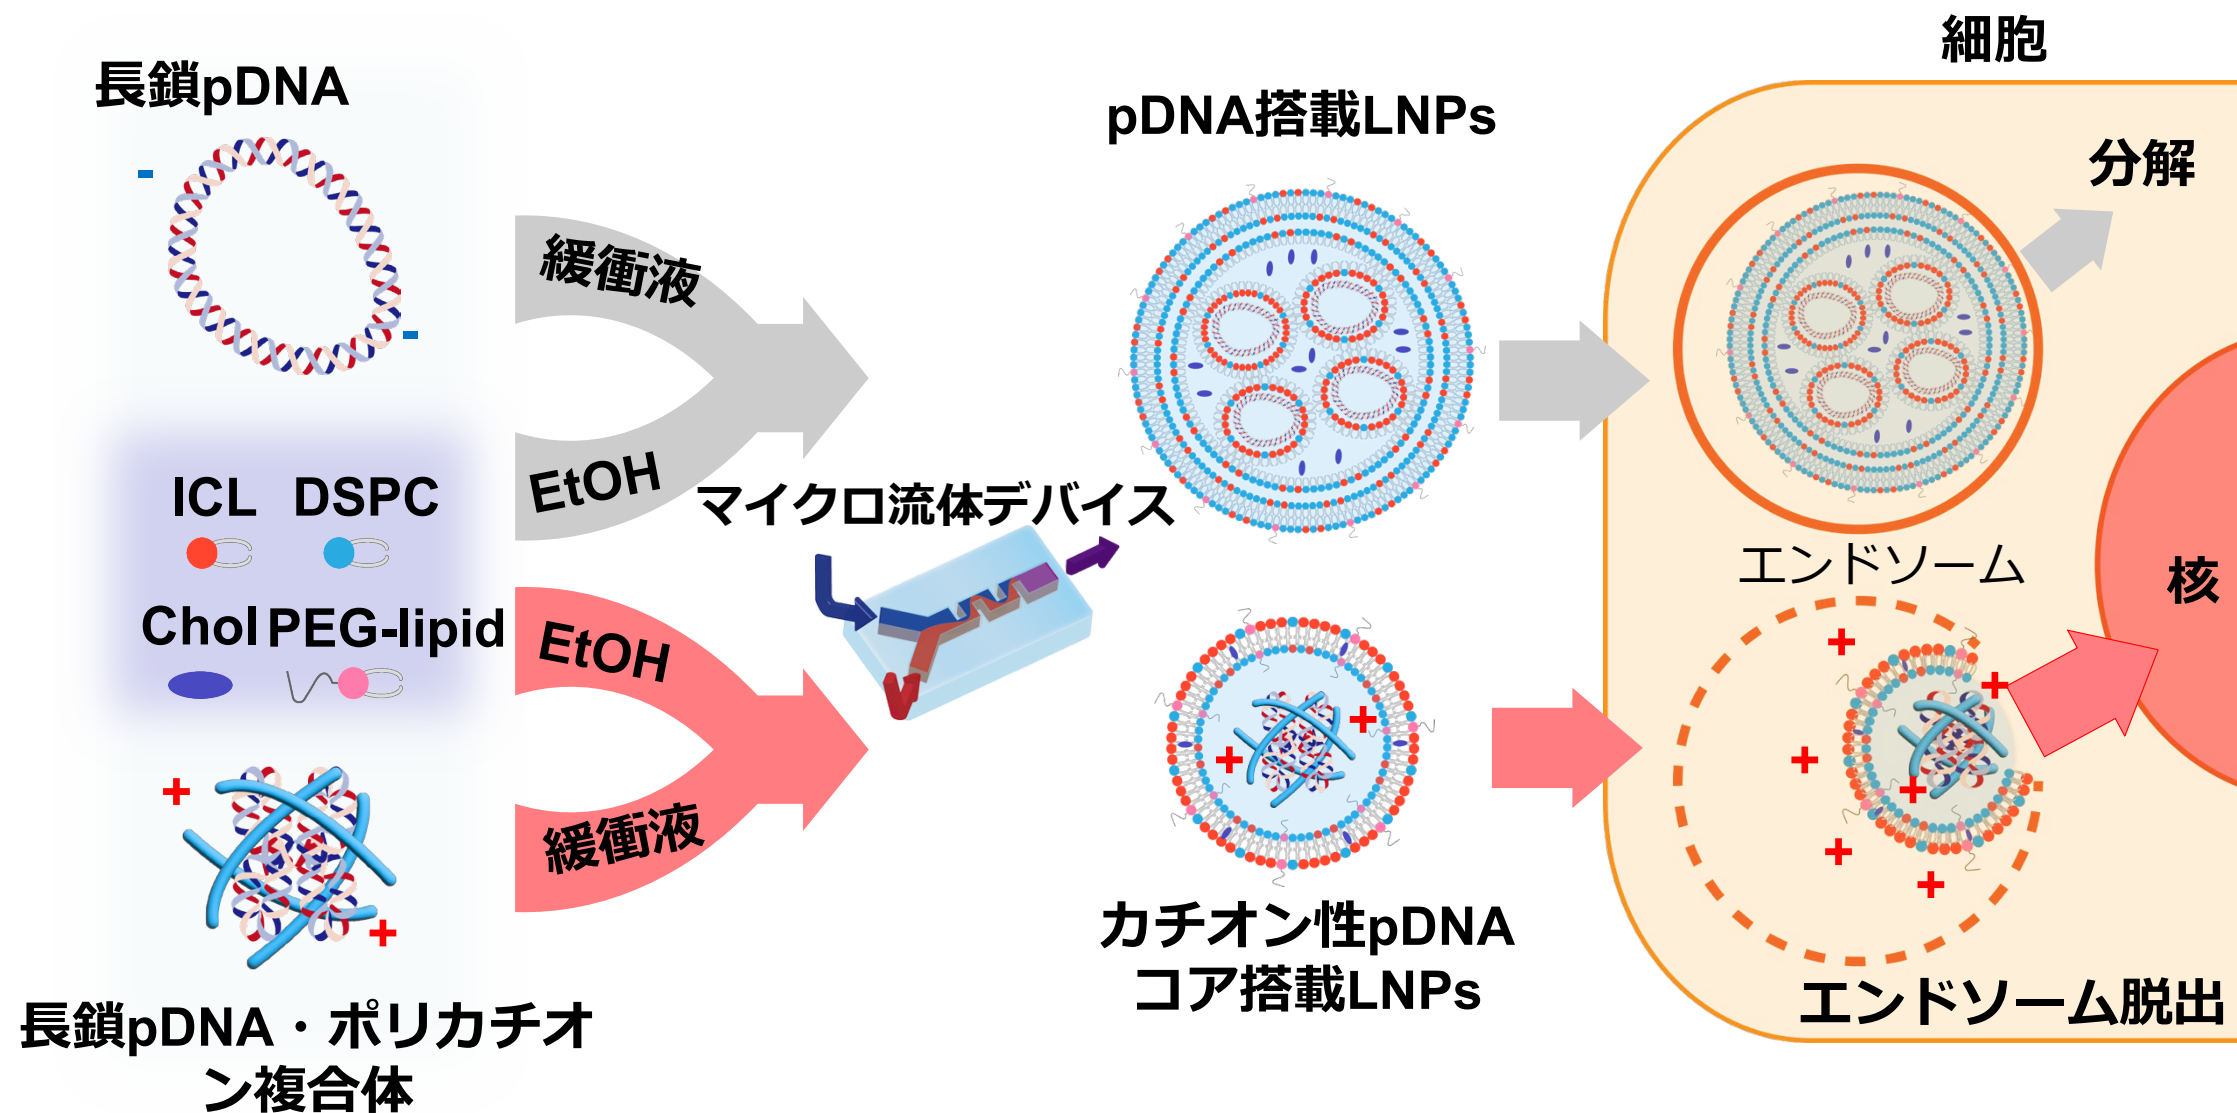 長鎖pDNA
-
-
ICL
DSPC
Chol
PEG-lipid
+
+
長鎖pDNA・ポリカチオ
ン複合体
緩衝液
EtOH
EtOH
緩衝液
マイクロ流体デバイス
pDNA搭載LNPs
+
+
カチオン性pDNA
コア搭載LNPs
細胞
分解
エンドソーム
核
+
+
+
+
+
+
エンドソーム脱出